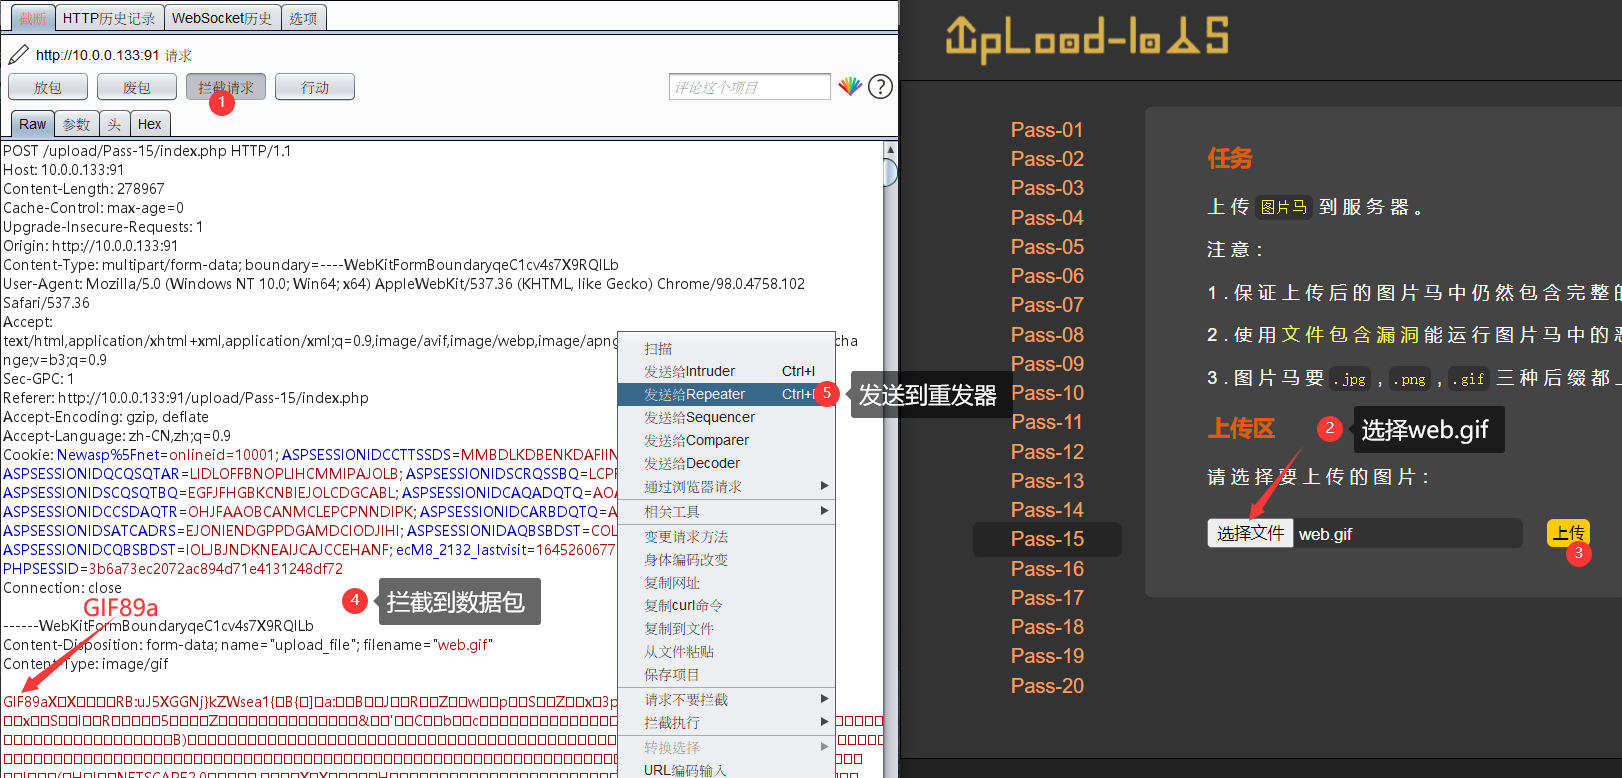 截断 HTTP历史记录 WebSocket历史 选项
http://10.0.0.133:91 请求
放包 废包 拦截请求 行动 评论这个项目 ?
1
Raw 参数 头 Hex
POST /upload/Pass-15/index.php HTTP/1.1
Host: 10.0.0.133:91
Content-Length: 278967
Cache-Control: max-age=0
Upgrade-Insecure-Requests: 1
Origin: http://10.0.0.133:91
Content-Type: multipart/form-data; boundary=----WebKitFormBoundaryqeC1cv4s7X9RQlLb
User-Agent: Mozilla/5.0 (Windows NT 10.0; Win64; x64) AppleWebKit/537.36 (KHTML, like Gecko) Chrome/98.0.4758.102
Safari/537.36
Accept:
text/html,application/xhtml+xml,application/xml;q=0.9,image/avif,image/webp,image/apng
cha
nge;v=b3;q=0.9
Sec-GPC: 1
Referer: http://10.0.0.133:91/upload/Pass-15/index.php
Accept-Encoding: gzip, deflate
Accept-Language: zh-CN,zh;q=0.9
Cookie: Newasp%5Fnet=onlineid=10001; ASPSESSIONIDCCTTSSDS=MMBDLKDBENKDAFIIN
ASPSESSIONIDQCQSQTAR=LIDLOFFBNOPLIHCMMIPAJOLB; ASPSESSIONIDSCRQSSBQ=LCPF
ASPSESSIONIDSCQSQTBQ=EGFJFHGBKCNBIEJOLCDGCABL; ASPSESSIONIDCAQADQTQ=AOA
ASPSESSIONIDCCSDAQTR=OHJFAAOBCANMCLEPCPNNDIPK; ASPSESSIONIDCARBDQTQ=A
ASPSESSIONIDSATCADRS=EJONIENDGPPDGAMDCIODJIHI; ASPSESSIONIDAQBSBDST=COL
ASPSESSIONIDCQBSBDST=IOLJBJNDKNEAIJCAJCCEHANF; ecM8_2132_lastvisit=1645260677
PHPSESSID=3b6a73ec2072ac894d71e4131248df72
Connection: close
4 拦截到数据包
GIF89a
------WebKitFormBoundaryqeC1cv4s7X9RQlLb
Content-Disposition: form-data; name="upload_file"; filename="web.gif"
Content-Type: image/gif
扫描
发送给Intruder Ctrl+I
发送给Repeater Ctrl+
5 发送到重发器
发送给Sequencer
发送给Comparer
发送给Decoder
通过浏览器请求
相关工具
变更请求方法
身体编码改变
复制网址
复制curl命令
复制到文件
从文件粘贴
保存项目
请求不要拦截
拦截执行
转换选择
URL编码输入
UpLoad-labs
Pass-01
Pass-02
Pass-03
Pass-04
Pass-05
Pass-06
Pass-07
Pass-08
Pass-09
Pass-10
Pass-11
Pass-12
Pass-13
Pass-14
Pass-15
Pass-16
Pass-17
Pass-18
Pass-19
Pass-20
任务
上传 图片马 到服务器。
注意：
1.保证上传后的图片马中仍然包含完整的
2.使用文件包含漏洞能运行图片马中的恶
3.图片马要 .jpg , .png , .gif 三种后缀都上
上传区
2 选择web.gif
请选择要上传的图片：
选择文件 web.gif 上传
3